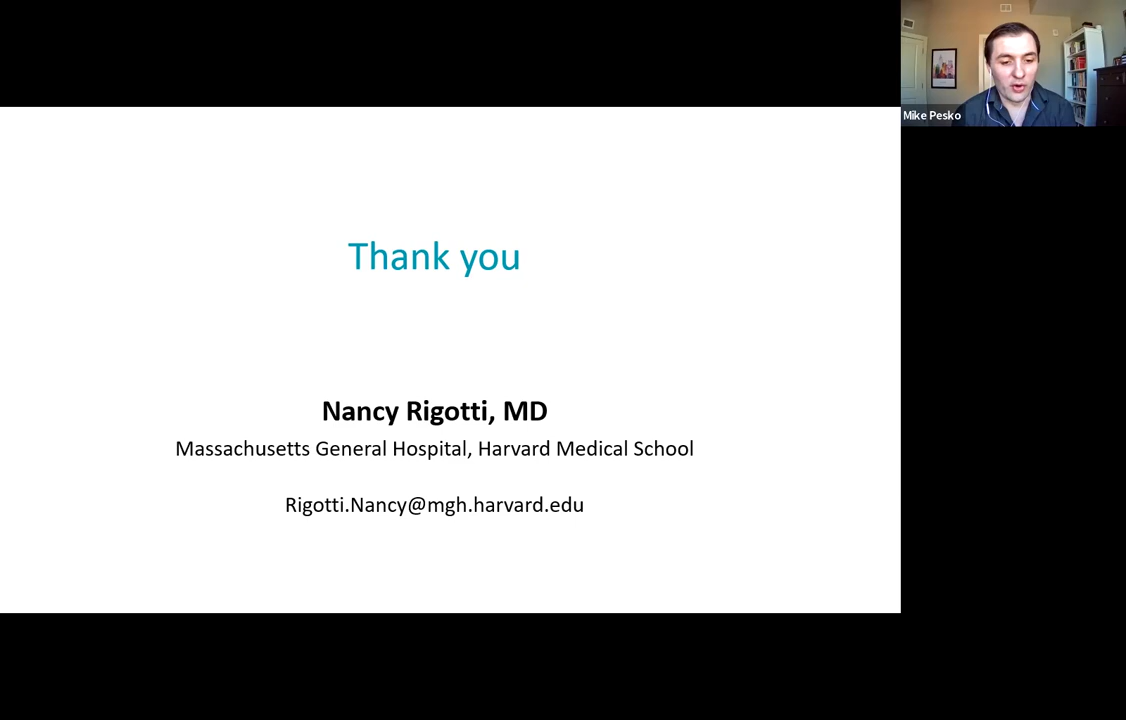 Thank you
Nancy Rigotti, MD
Massachusetts General Hospital, Harvard Medical School
Rigotti.Nancy@mgh.harvard.edu
Mike Pesko